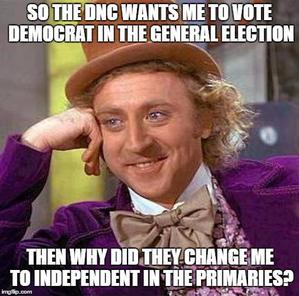 SO THE DNC WANTS ME TO VOTE
DEMOCRAT IN THE GENERAL ELECTION
THEN WHY DID THEY CHANGE ME
TO INDEPENDENT IN THE PRIMARIES?
imgflip.com